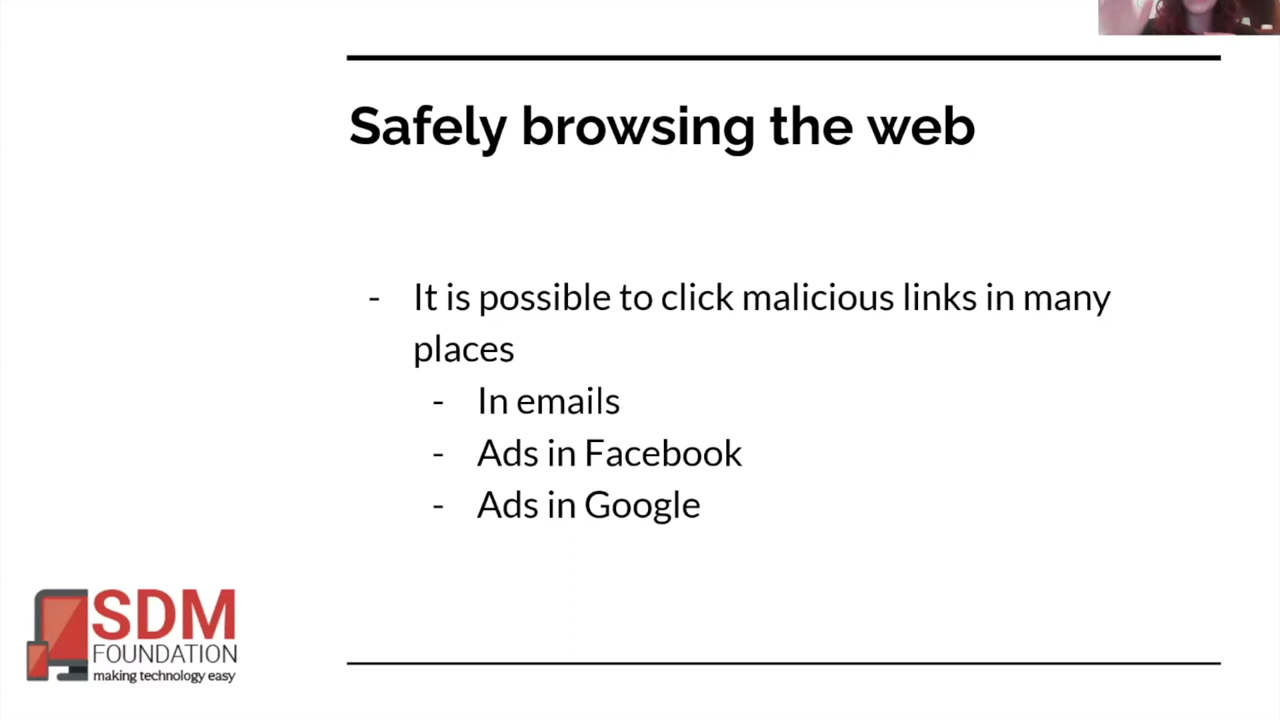 Safely browsing the web
- It is possible to click malicious links in many
places
- In emails
- Ads in Facebook
- Ads in Google
SDM
FOUNDATION
making technology easy